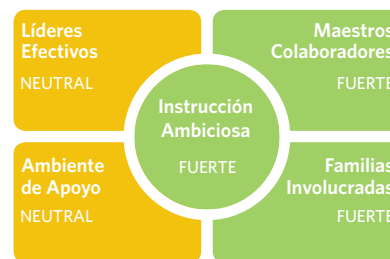 Líderes
Efectivos
NEUTRAL
Maestros
Colaboradores
FUERTE
Instrucción
Ambiciosa
FUERTE
Ambiente
de Apoyo
NEUTRAL
Familias
Involucradas
FUERTE